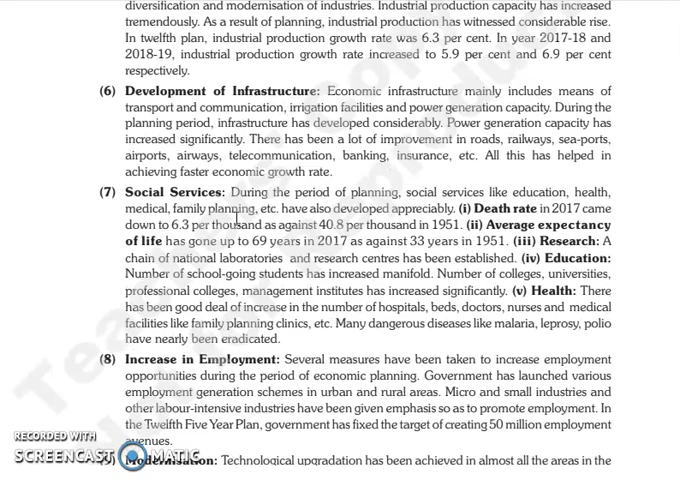 diversification and modernisation of industries. Industrial production capacity has increased
tremendously. As a result of planning, industrial production has witnessed considerable rise.
In twelfth plan, industrial production growth rate was 6.3 per cent. In year 2017-18 and
2018-19, industrial production growth rate increased to 5.9 per cent and 6.9 per cent
respectively.
(6) Development of Infrastructure: Economic infrastructure mainly includes means of
transport and communication, irrigation facilities and power generation capacity. During the
planning period, infrastructure has developed considerably. Power generation capacity has
increased significantly. There has been a lot of improvement in roads, railways, sea-ports,
airports, airways, telecommunication, banking, insurance, etc. All this has helped in
achieving faster economic growth rate.
(7) Social Services: During the period of planning, social services like education, health,
medical, family planning, etc. have also developed appreciably. (i) Death rate in 2017 came
down to 6.3 per thousand as against 40.8 per thousand in 1951. (ii) Average expectancy
of life has gone up to 69 years in 2017 as against 33 years in 1951. (iii) Research: A
chain of national laboratories and research centres has been established. (iv) Education:
Number of school-going students has increased manifold. Number of colleges, universities,
professional colleges, management institutes has increased significantly. (v) Health: There
has been good deal of increase in the number of hospitals, beds, doctors, nurses and medical
facilities like family planning clinics, etc. Many dangerous diseases like malaria, leprosy, polio
have nearly been eradicated.
(8) Increase in Employment: Several measures have been taken to increase employment
opportunities during the period of economic planning. Government has launched various
employment generation schemes in urban and rural areas. Micro and small industries and
other labour-intensive industries have been given emphasis so as to promote employment. In
the Twelfth Five Year Plan, government has fixed the target of creating 50 million employment
avenues.
Modernisation: Technological upgradation has been achieved in almost all the areas in the
RECORDED WITH
SCREENCAST MATIC